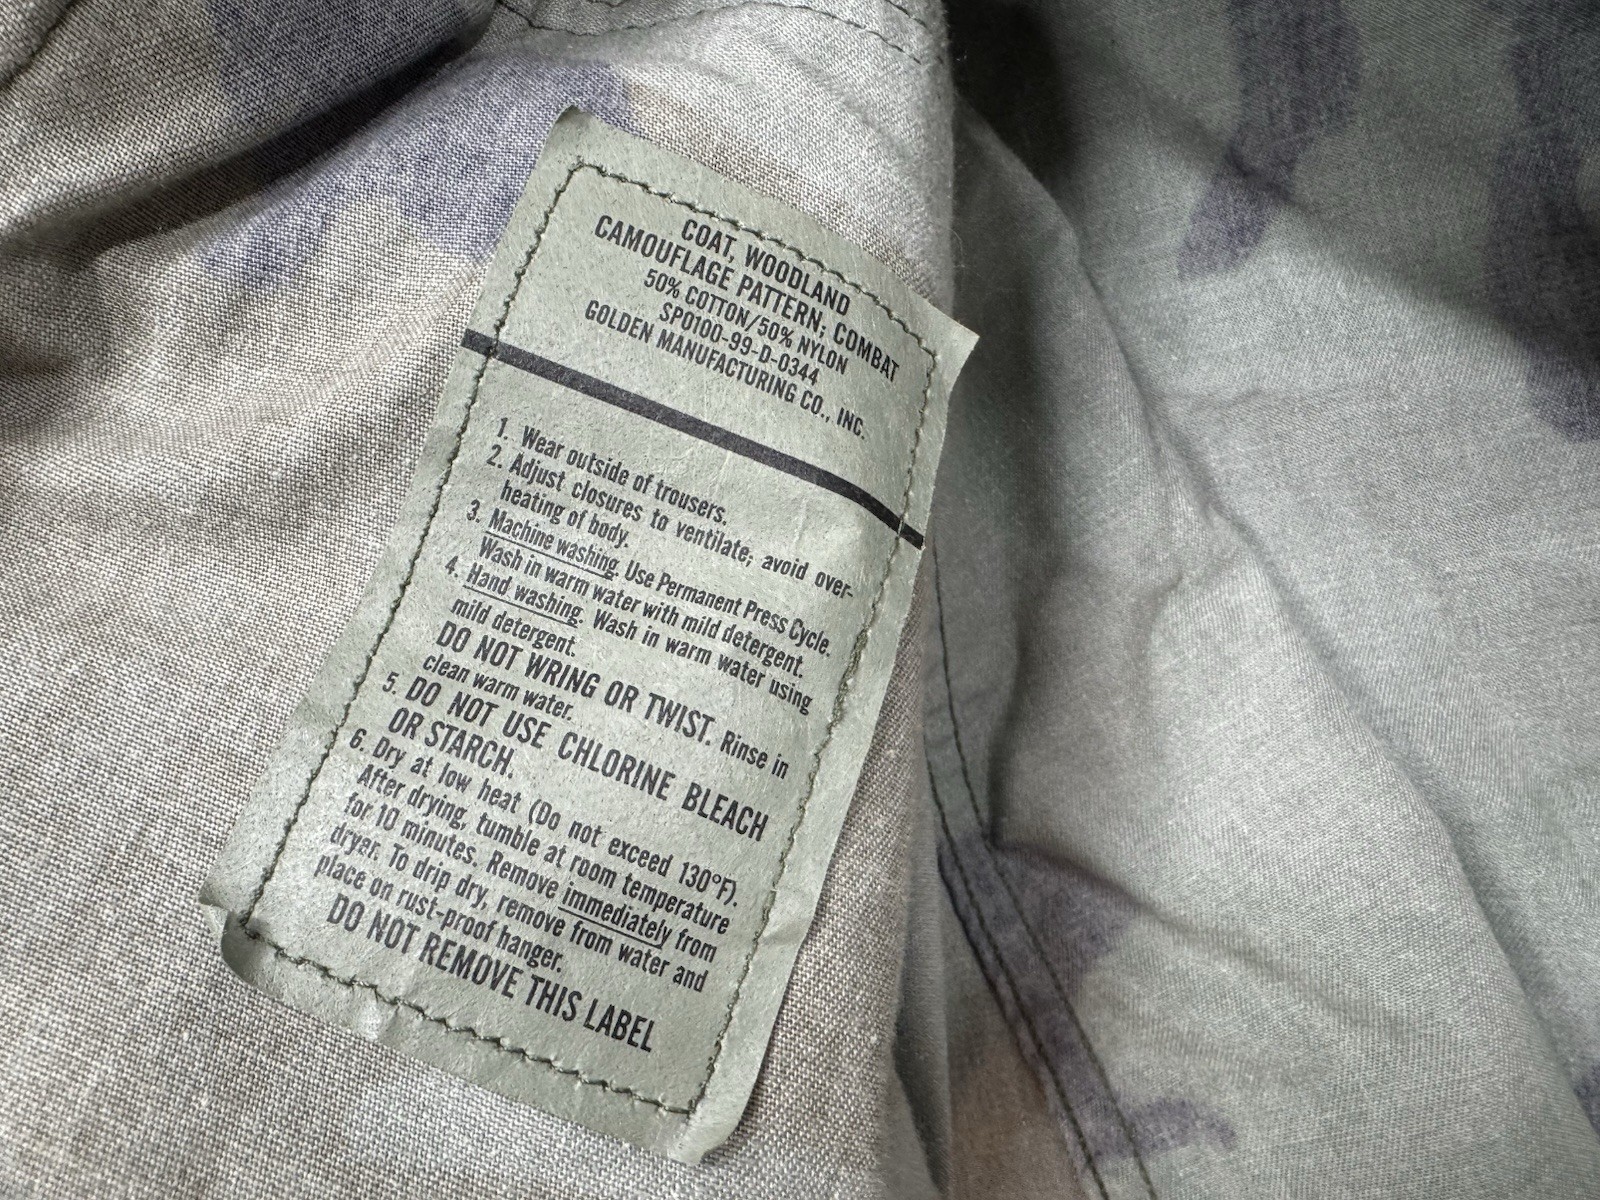 COAT, WOODLAND
CAMOUFLAGE PATTERN; COMBAT
50% COTTON/50% NYLON
SPO100-99-D-0344
GOLDEN MANUFACTURING CO., INC.
1. Wear outside of trousers.
2. Adjust closures to ventilate; avoid over-
heating of body.
3. Machine washing. Use Permanent Press Cycle.
Wash in warm water with mild detergent.
4. Hand washing. Wash in warm water using
mild detergent.
DO NOT WRING OR TWIST. Rinse in
clean warm water.
5. DO NOT USE CHLORINE BLEACH
OR STARCH.
6. Dry at low heat (Do not exceed 130°F).
After drying, tumble at room temperature
for 10 minutes. Remove immediately from
dryer. To drip dry, remove from water and
place on rust-proof hanger.
DO NOT REMOVE THIS LABEL